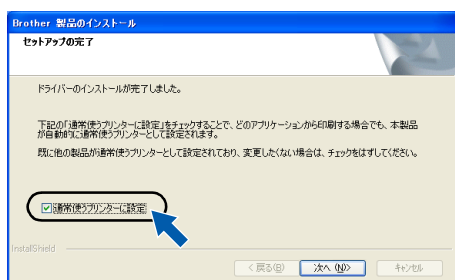 Brother 製品のインストール
セットアップの完了
ドライバーのインストールが完了しました。
下記の「通常使うプリンターに設定」をチェックすることで、どのアプリケーションから印刷する場合でも、本製品
が自動的に通常使うプリンターとして設定されます。
既に他の製品が通常使うプリンターとして設定されており、変更したくない場合は、チェックをはずしてください。
通常使うプリンターに設定
InstallShield
< 戻る(B) 次へ (N)> キャンセル